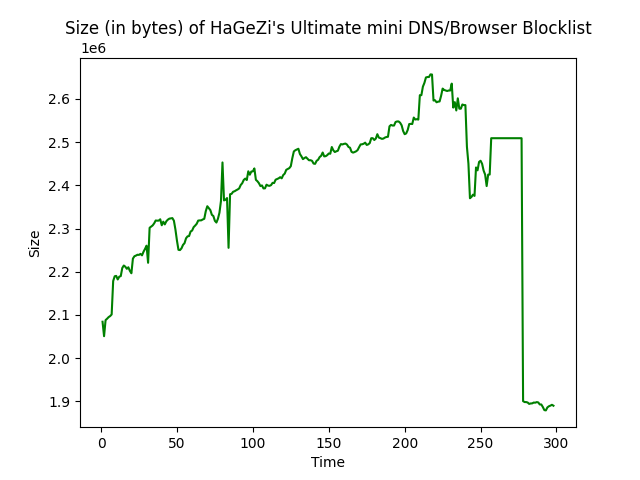 Size (in bytes) of HaGeZi's Ultimate mini DNS/Browser Blocklist
1e6
2.6
2.5
2.4
2.3
2.2
2.1
2.0
1.9
Size
0 50 100 150 200 250 300
Time